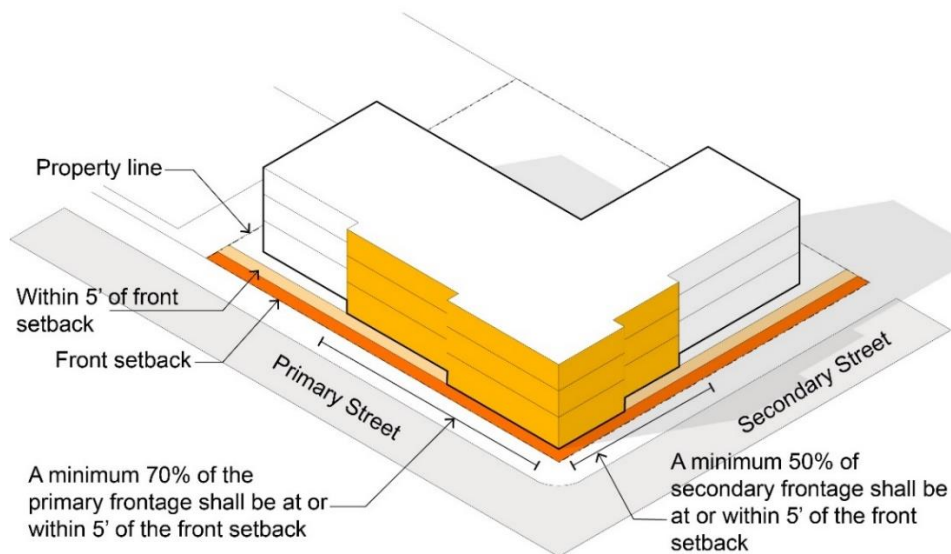 Property line
Within 5' of front
setback
Front setback
Primary Street
Secondary Street
A minimum 70% of the
primary frontage shall be at or
within 5' of the front setback
A minimum 50% of
secondary frontage shall be
at or within 5' of the front
setback